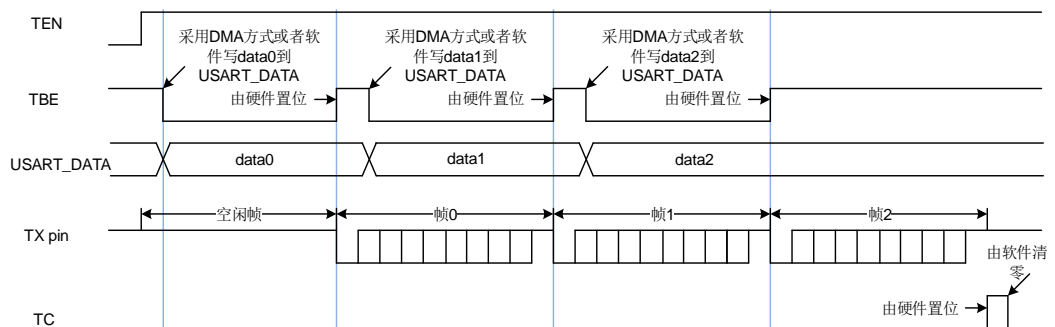 TEN
采用DMA方式或者软
件写data0到
USART_DATA
采用DMA方式或者软
件写data1到
USART_DATA
采用DMA方式或者软
件写data2到
USART_DATA
TBE
由硬件置位
由硬件置位
由硬件置位
USART_DATA
data0
data1
data2
空闲帧
帧0
帧1
帧2
TX pin
由软件清
零
由硬件置位
TC